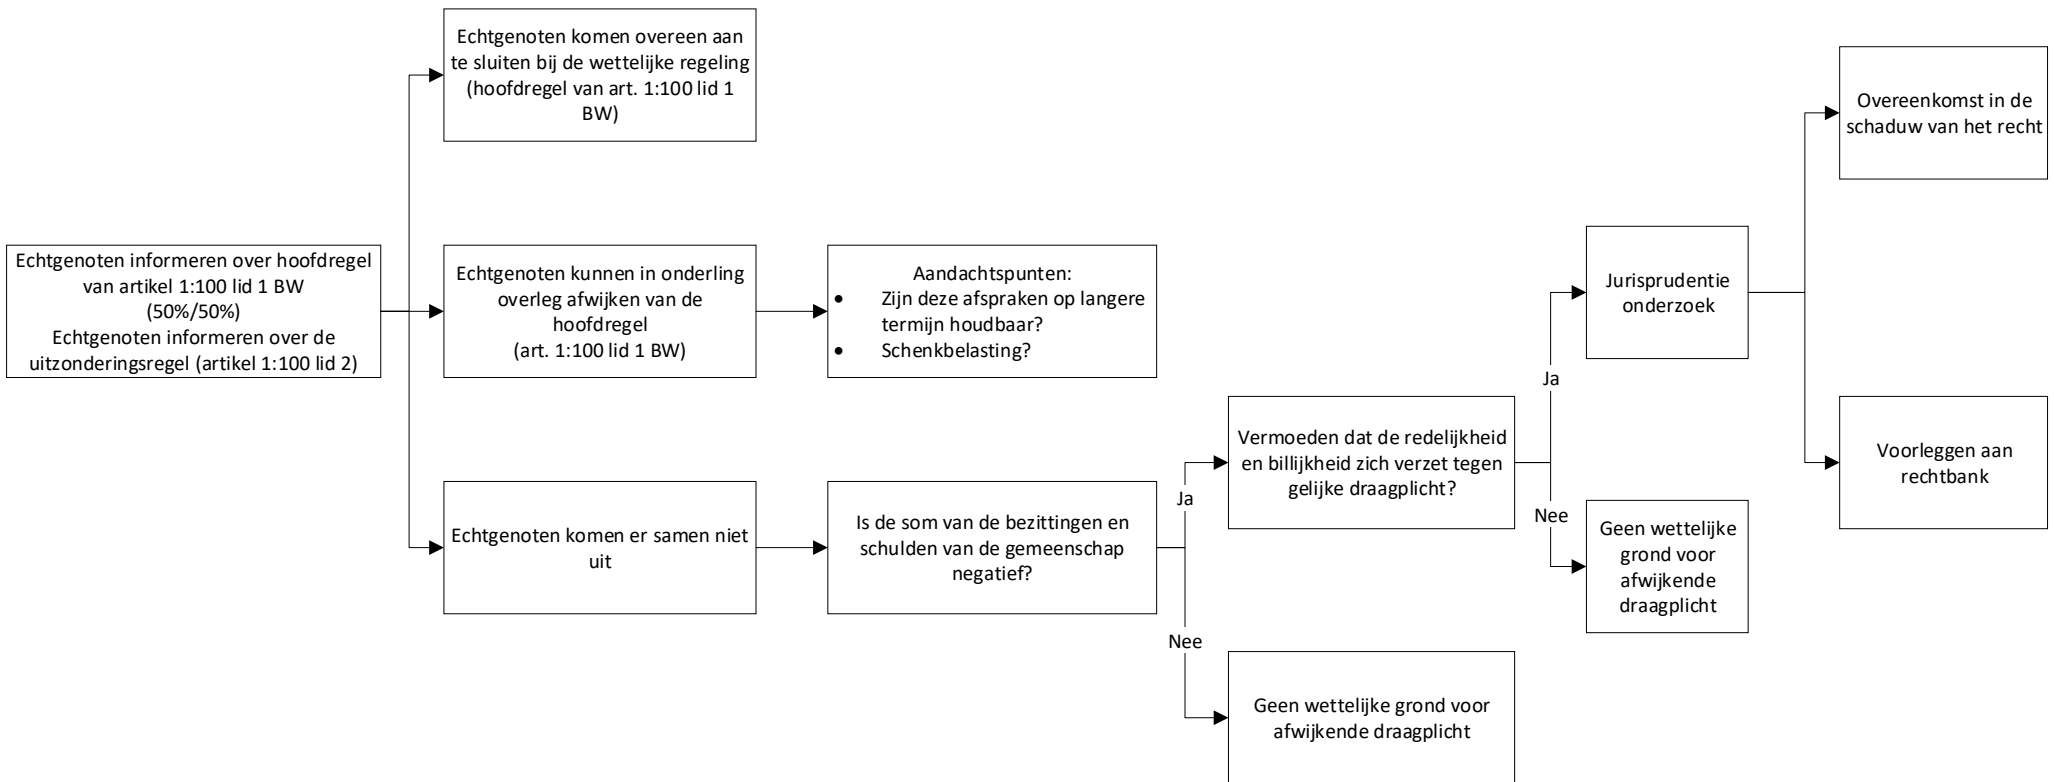 Echtgenoten informeren over hoofdregel
van artikel 1:100 lid 1 BW
(50%/50%)
Echtgenoten informeren over de
uitzonderingsregel (artikel 1:100 lid 2)
Echtgenoten komen overeen aan
te sluiten bij de wettelijke regeling
(hoofdregel van art. 1:100 lid 1
BW)
Echtgenoten kunnen in onderling
overleg afwijken van de
hoofdregel
(art. 1:100 lid 1 BW)
Aandachtspunten:
• Zijn deze afspraken op langere
termijn houdbaar?
• Schenkbelasting?
Echtgenoten komen er samen niet
uit
Is de som van de bezittingen en
schulden van de gemeenschap
negatief?
Ja
Nee
Vermoeden dat de redelijkheid
en billijkheid zich verzet tegen
gelijke draagplicht?
Geen wettelijke grond voor
afwijkende draagplicht
Ja
Nee
Jurisprudentie
onderzoek
Geen wettelijke
grond voor
afwijkende
draagplicht
Overeenkomst in de
schaduw van het recht
Voorleggen aan
rechtbank